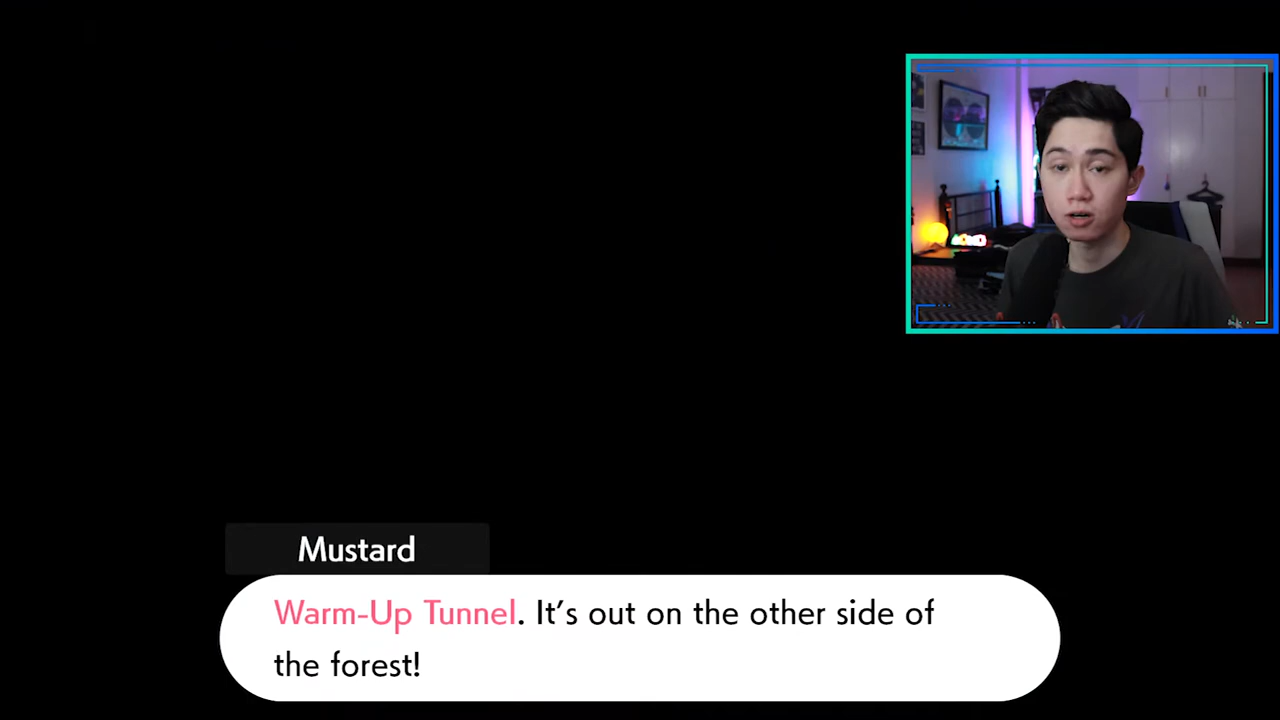 Mustard
Warm-Up Tunnel. It's out on the other side of
the forest!